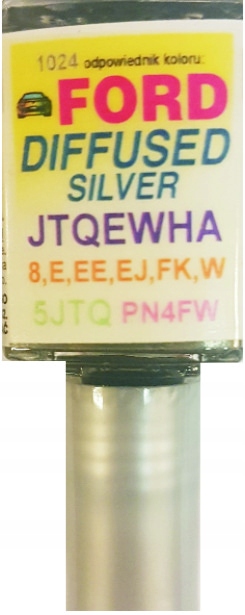 1024 odpowiednik koloru:
FORD
DIFFUSED
SILVER
JTQEWHA
8,E,EE,EJ,FK,W
5JTQ PN4FW